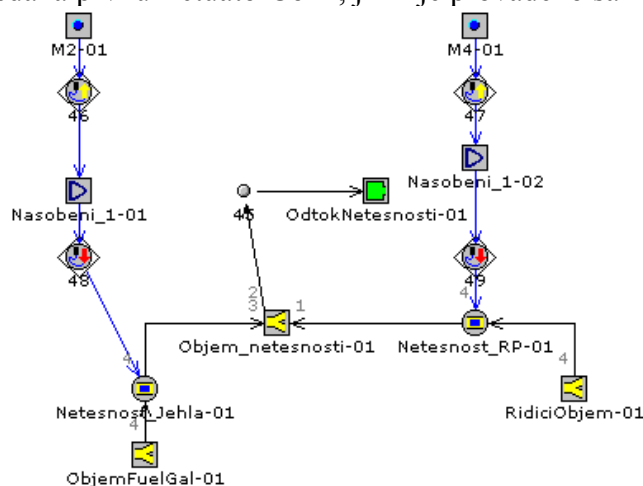 M2-01
M4-01
46
47
Nasobeni_1-02
Nasobeni_1-01
45
OdtokNetesnosti-01
48
49
4
2
3
1
Objem_netesnosti-01
Netesnost_RP-01
4
4
Netesnost_Jehla-01
RidiciObjem-01
4
ObjemFuelGal-01